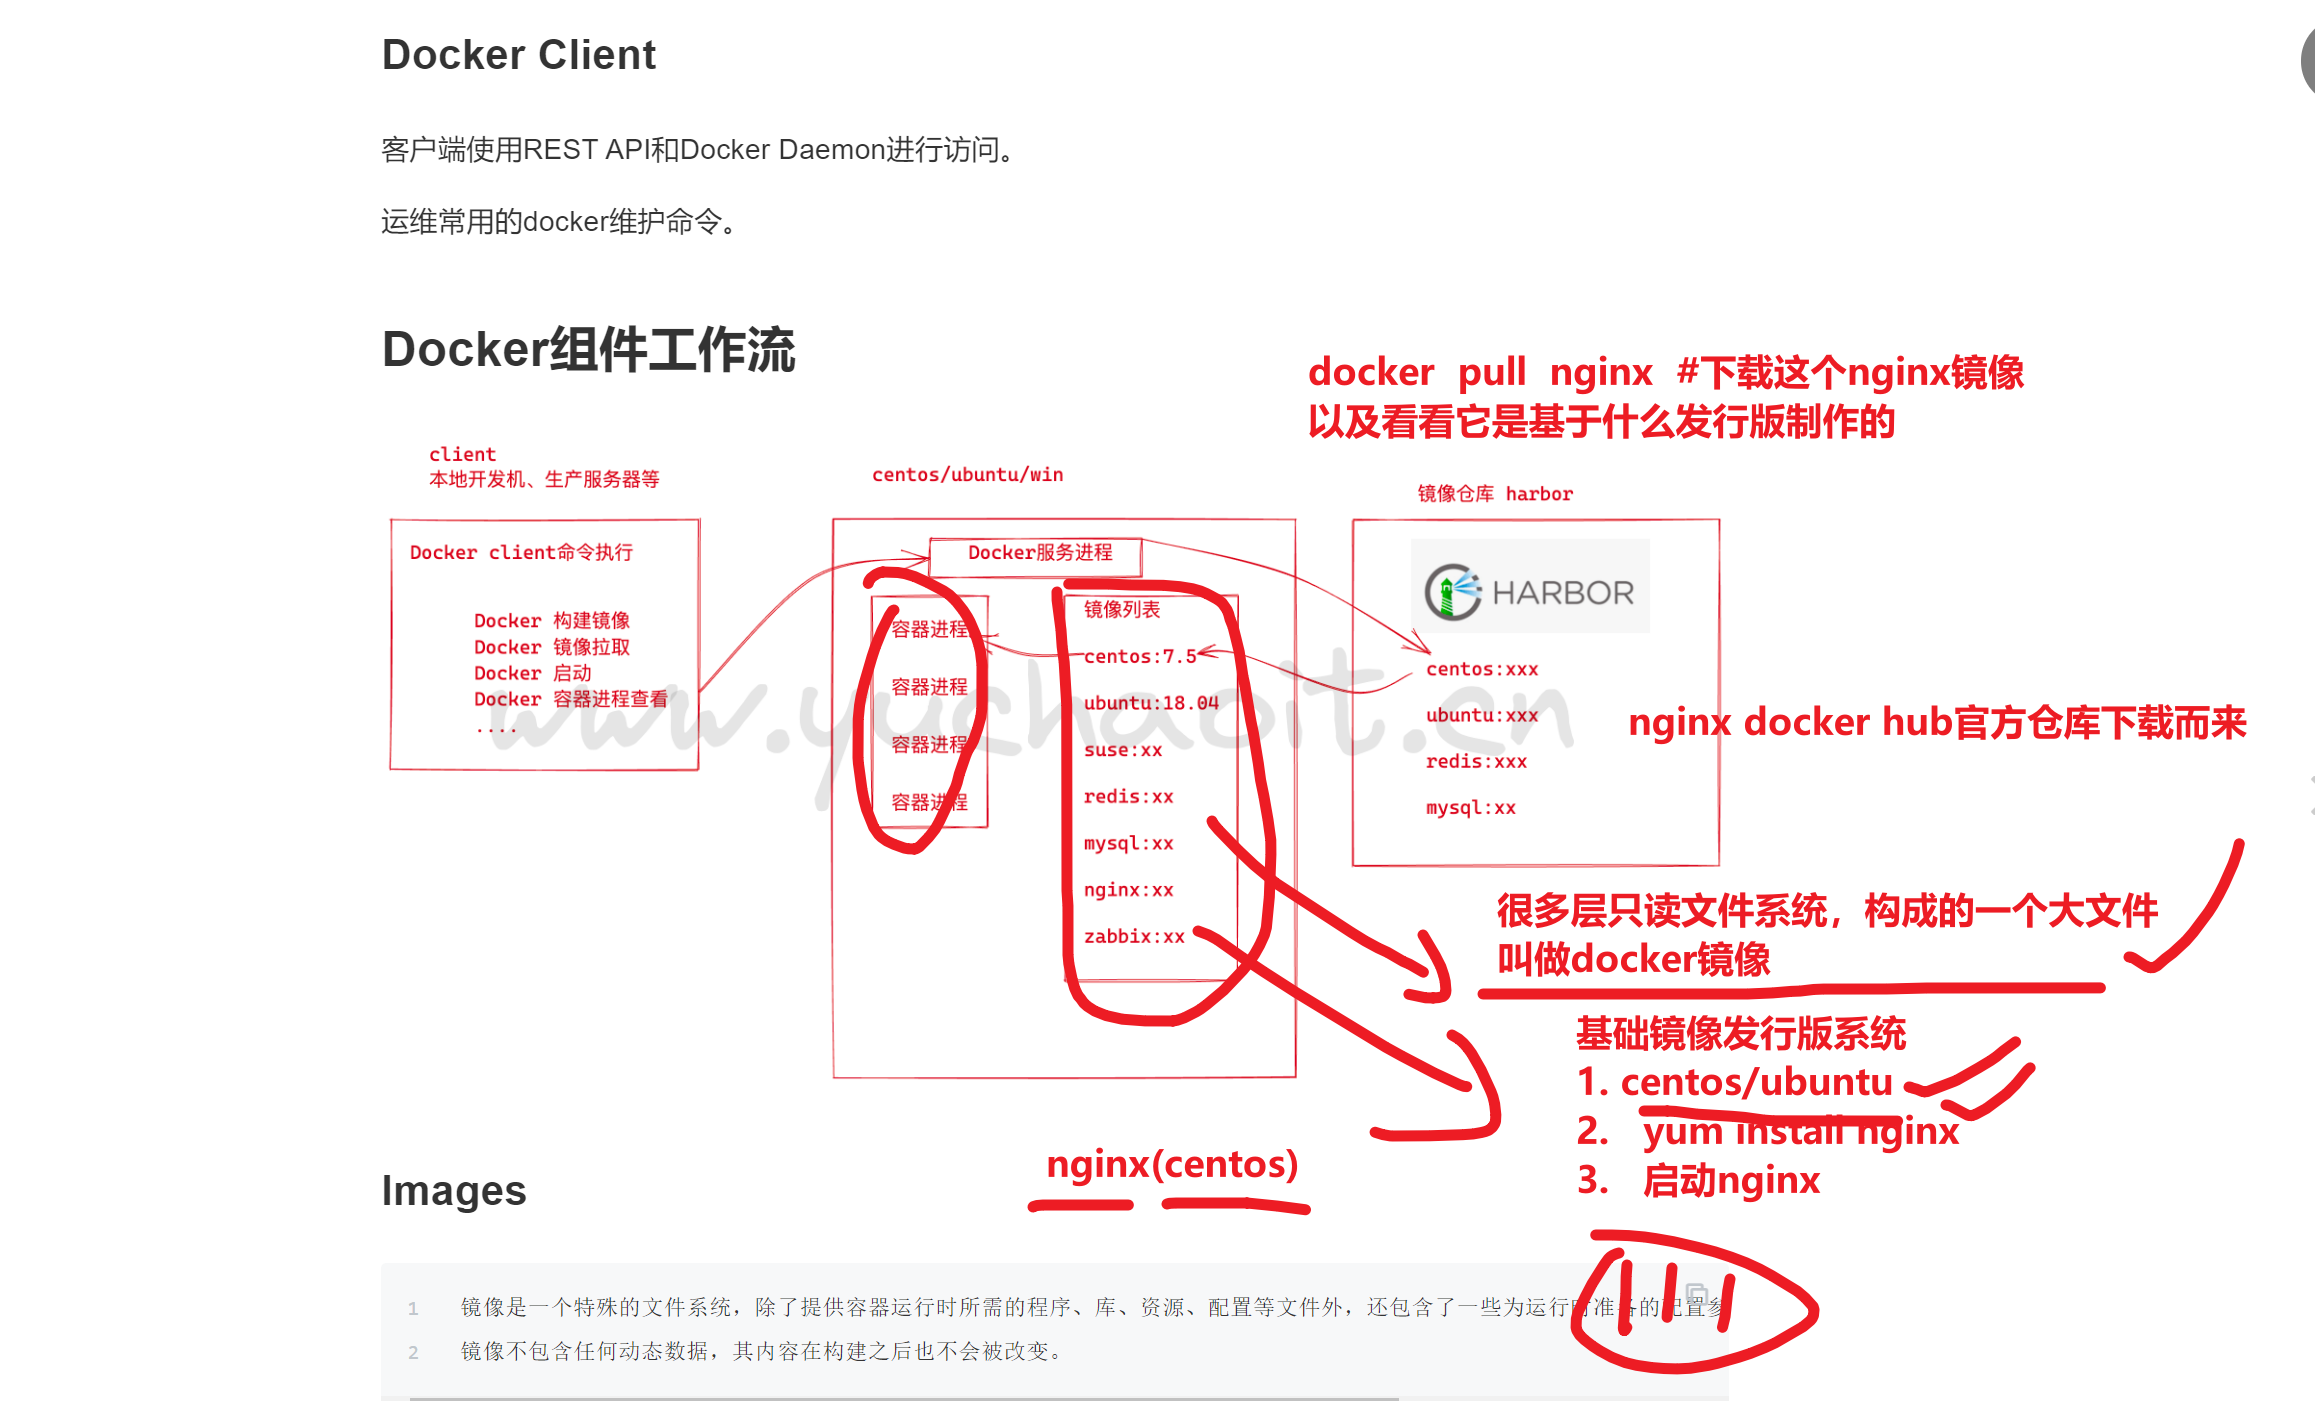 Docker Client
客户端使用REST API和Docker Daemon进行访问。
运维常用的docker维护命令。
Docker组件工作流
docker pull nginx #下载这个nginx镜像
以及看看它是基于什么发行版制作的
client
本地开发机、生产服务器等
centos/ubuntu/win
镜像仓库 harbor
Docker client命令执行
Docker 构建镜像
Docker 镜像拉取
Docker 启动
Docker 容器进程查看
....
Docker服务进程
容器进程
容器进程
容器进程
容器进程
镜像列表
centos:7.5
ubuntu:18.04
suse:xx
redis:xx
mysql:xx
nginx:xx
zabbix:xx
HARBOR
centos:xxx
ubuntu:xxx
redis:xxx
mysql:xx
www.yuchaoit.cn
nginx docker hub官方仓库下载而来
很多层只读文件系统，构成的一个大文件
叫做docker镜像
基础镜像发行版系统
1. centos/ubuntu
2. yum install nginx
3. 启动nginx
nginx(centos)
Images
1 镜像是一个特殊的文件系统，除了提供容器运行时所需的程序、库、资源、配置等文件外，还包含了一些为运行时准备的配置参
2 镜像不包含任何动态数据，其内容在构建之后也不会被改变。